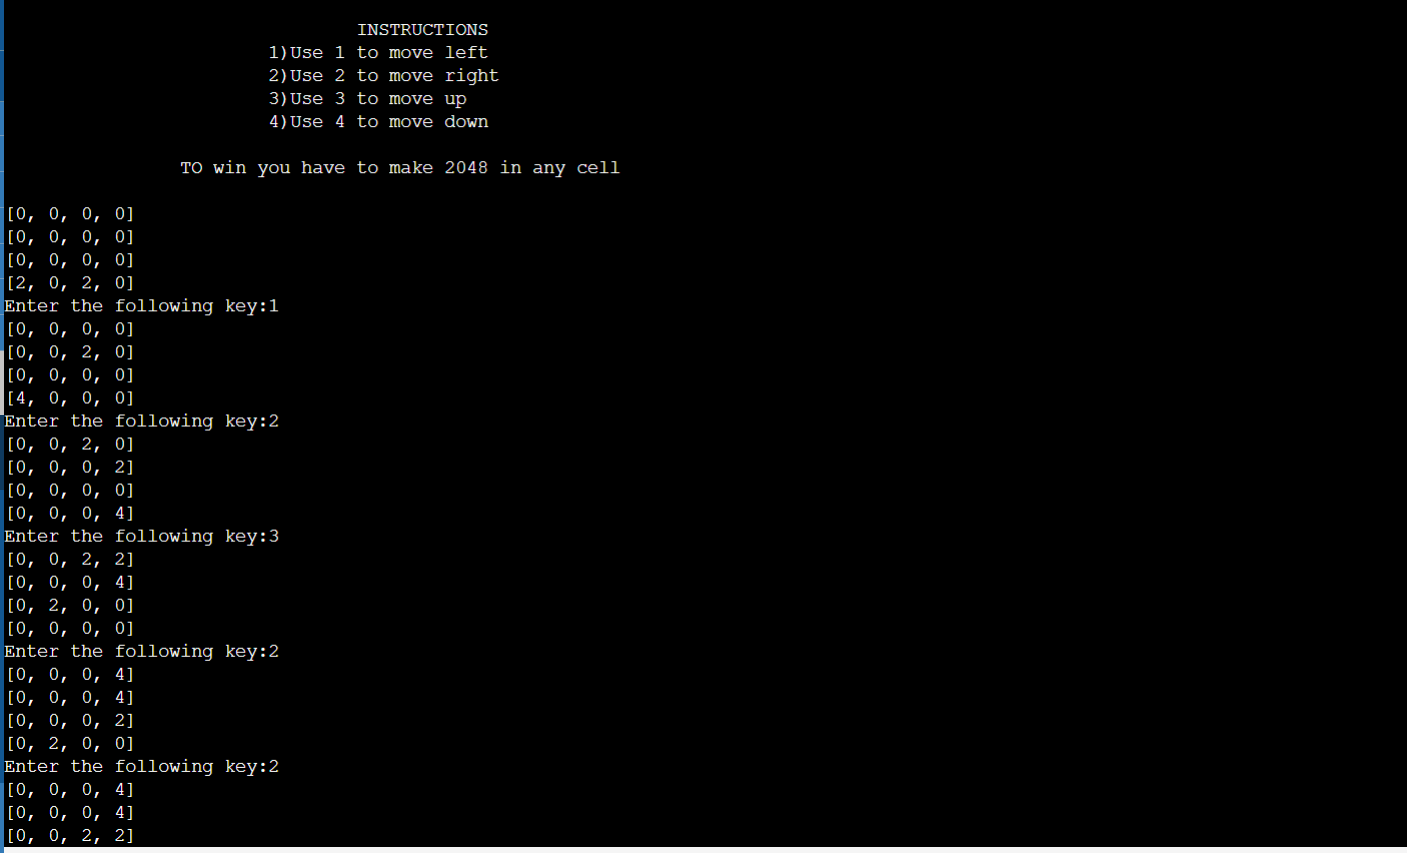 INSTRUCTIONS
1)Use 1 to move left
2)Use 2 to move right
3)Use 3 to move up
4)Use 4 to move down
TO win you have to make 2048 in any cell
[0, 0, 0, 0]
[0, 0, 0, 0]
[0, 0, 0, 0]
[2, 0, 2, 0]
Enter the following key:1
[0, 0, 0, 0]
[0, 0, 2, 0]
[0, 0, 0, 0]
[4, 0, 0, 0]
Enter the following key:2
[0, 0, 2, 0]
[0, 0, 0, 2]
[0, 0, 0, 0]
[0, 0, 0, 4]
Enter the following key:3
[0, 0, 2, 2]
[0, 0, 0, 4]
[0, 2, 0, 0]
[0, 0, 0, 0]
Enter the following key:2
[0, 0, 0, 4]
[0, 0, 0, 4]
[0, 0, 0, 2]
[0, 2, 0, 0]
Enter the following key:2
[0, 0, 0, 4]
[0, 0, 0, 4]
[0, 0, 2, 2]